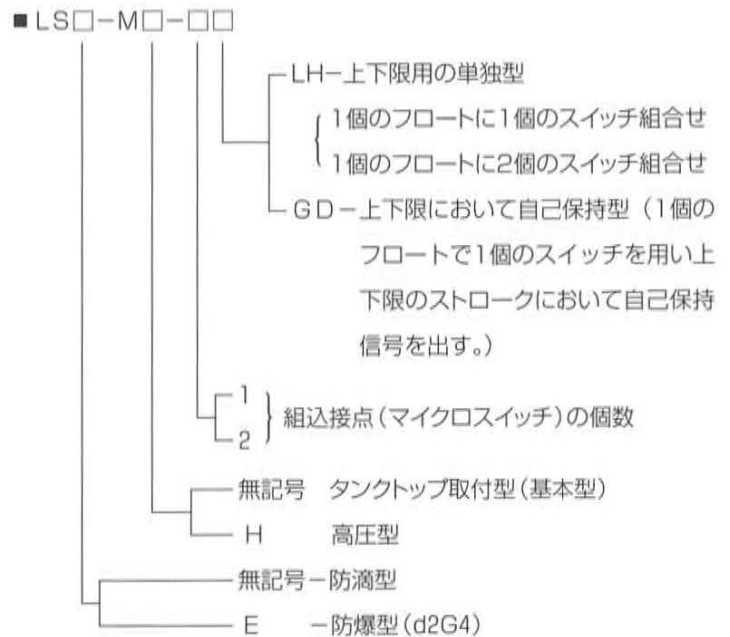 ■LS□-M□-□□
LH-上下限用の単独型
1個のフロートに1個のスイッチ組合せ
1個のフロートに2個のスイッチ組合せ
GD-上下限において自己保持型（1個の
フロートで1個のスイッチを用い上
下限のストロークにおいて自己保持
信号を出す。）
1
組込接点（マイクロスイッチ）の個数
2
無記号 タンクトップ取付型（基本型）
H 高圧型
無記号-防滴型
E -防爆型（d2G4）